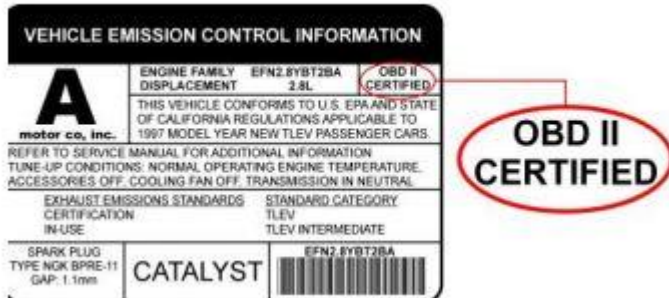 VEHICLE EMISSION CONTROL INFORMATION
A
motor co, inc.
ENGINE FAMILY EFN2.8YBT2BA
DISPLACEMENT 2.8L
OBD II
CERTIFIED
THIS VEHICLE CONFORMS TO U.S. EPA AND STATE
OF CALIFORNIA REGULATIONS APPLICABLE TO
1997 MODEL YEAR NEW TLEV PASSENGER CARS.
REFER TO SERVICE MANUAL FOR ADDITIONAL INFORMATION
TUNE-UP CONDITIONS: NORMAL OPERATING ENGINE TEMPERATURE,
ACCESSORIES OFF, COOLING FAN OFF, TRANSMISSION IN NEUTRAL
EXHAUST EMISSIONS STANDARDS STANDARD CATEGORY
CERTIFICATION TLEV
IN-USE TLEV INTERMEDIATE
SPARK PLUG
TYPE NGK BPRE-11
GAP: 1.1mm
CATALYST
EFN2.8YBT2BA
OBD II
CERTIFIED